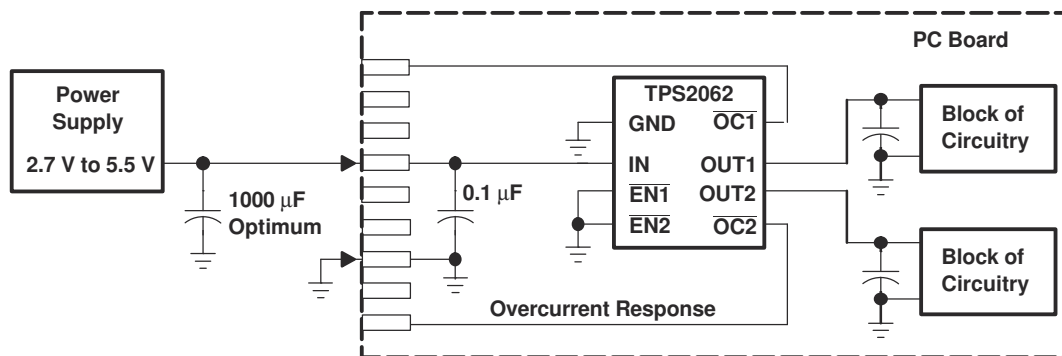 PC Board
Power
Supply
2.7 V to 5.5 V
1000 μF
Optimum
0.1 μF
TPS2062
GND
OC1
IN
OUT1
EN1
OUT2
EN2
OC2
Overcurrent Response
Block of
Circuitry
Block of
Circuitry